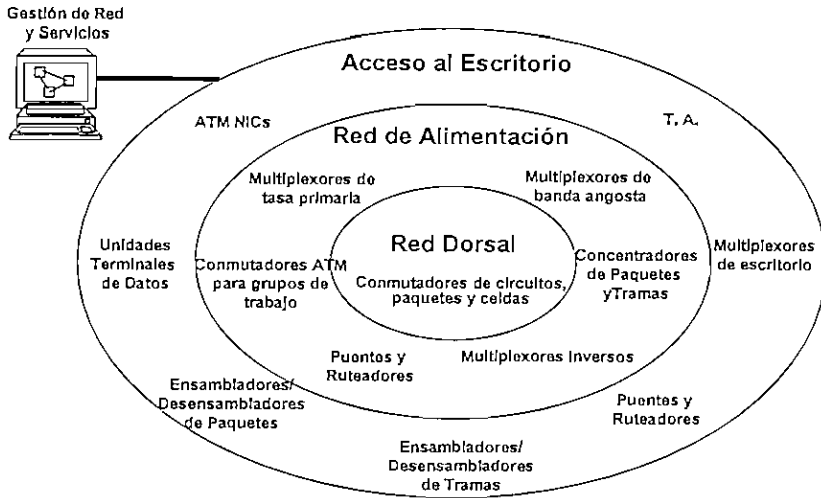 Gestión de Red
y Servicios
Acceso al Escritorio
ATM NICs
T. A.
Red de Alimentación
Multiplexores de
tasa primaria
Multiplexores de
banda angosta
Red Dorsal
Conmutadores de circuitos,
paquetes y celdas
Unidades
Terminales
de Datos
Conmutadores ATM
para grupos de
trabajo
Concentradores
de Paquetes
yTramas
Multiplexores
de escritorio
Puentes y
Ruteadores
Multiplexores Inversos
Ensambladores/
Desensambladores
de Paquetes
Puentes y
Ruteadores
Ensambladores/
Desensambladores
de Tramas